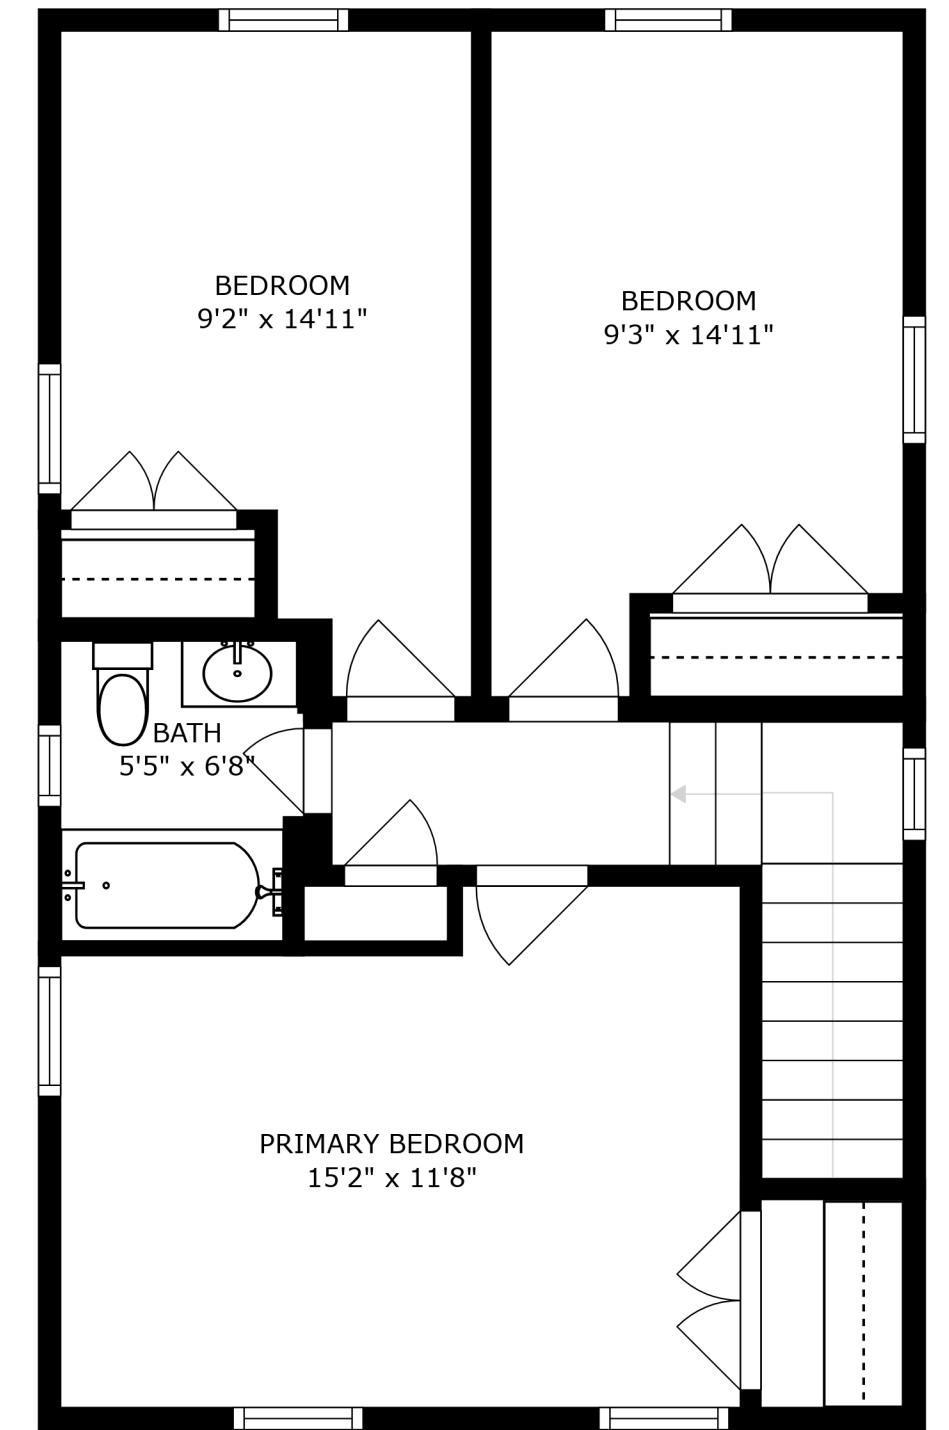 BEDROOM
9'2" x 14'11"
BEDROOM
9'3" x 14'11"
BATH
5'5" x 6'8"
PRIMARY BEDROOM
15'2" x 11'8"